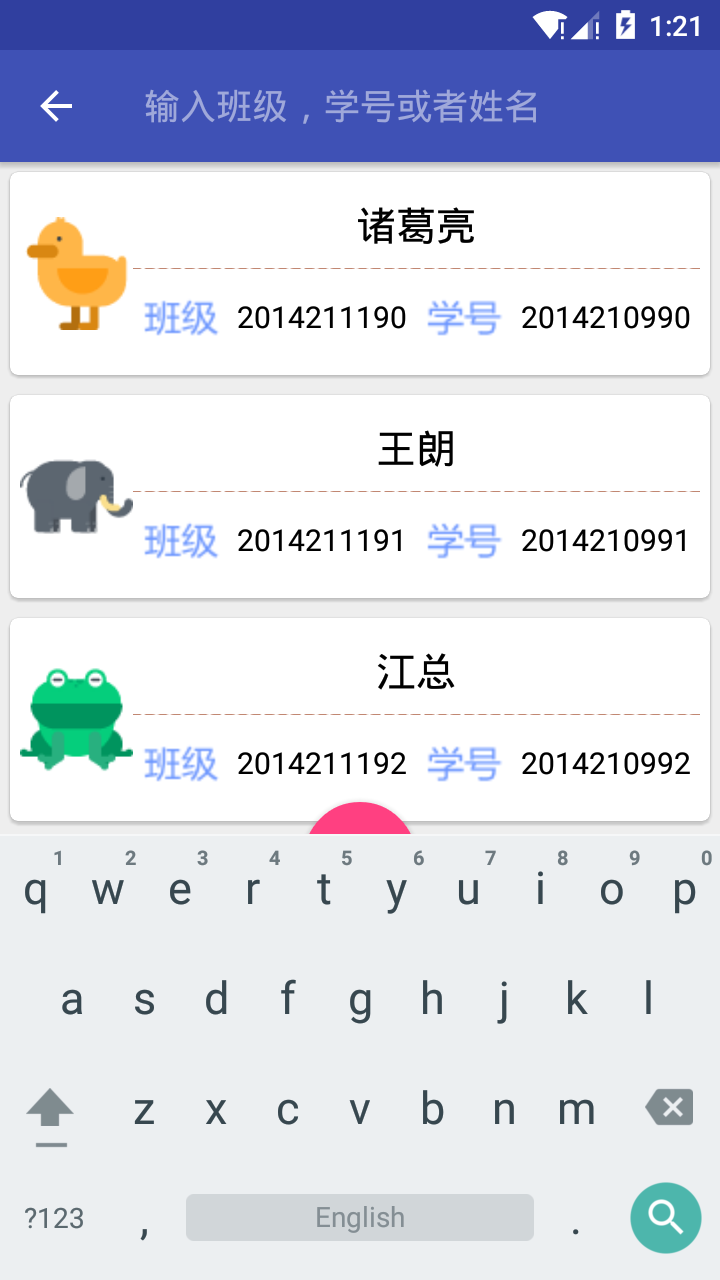 1:21
输入班级，学号或者姓名
诸葛亮
班级 2014211190 学号 2014210990
王朗
班级 2014211191 学号 2014210991
江总
班级 2014211192 学号 2014210992
1 2 3 4 5 6 7 8 9 0
q w e r t y u i o p
a s d f g h j k l
z x c v b n m
?123 , English .